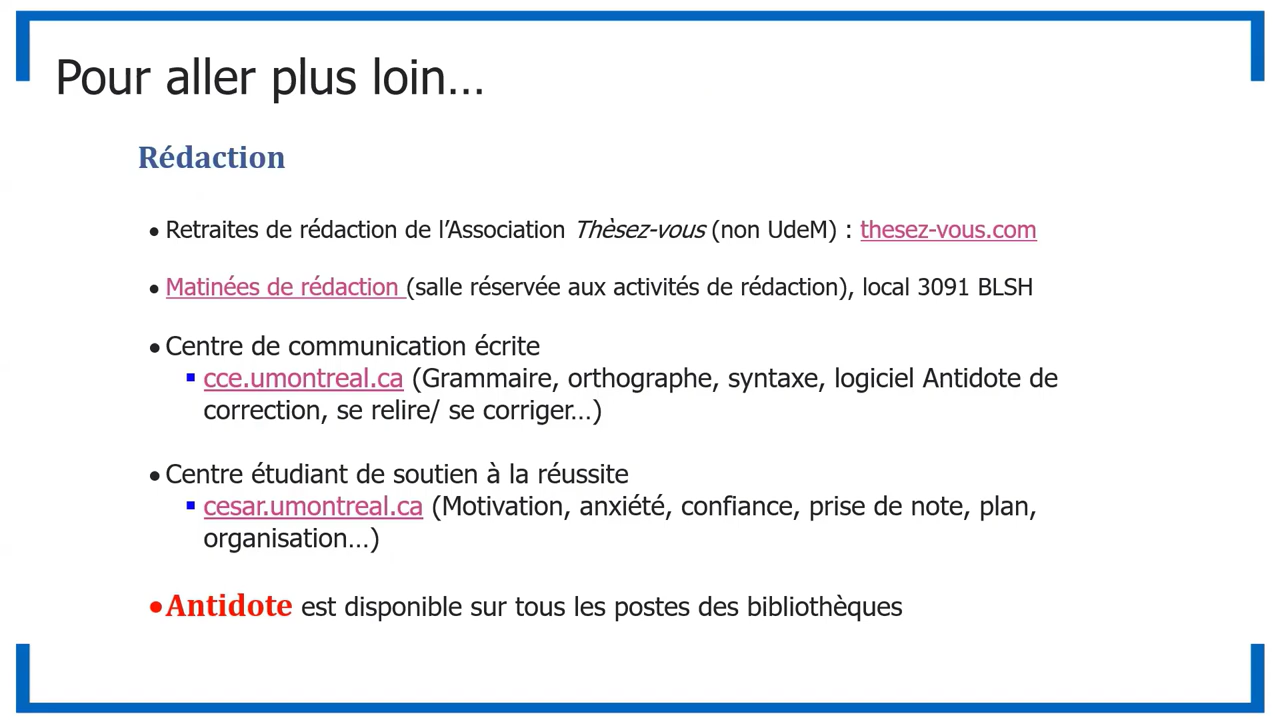 Pour aller plus loin…
Rédaction
• Retraites de rédaction de l’Association Thèsez-vous (non UdeM) : thesez-vous.com
• Matinées de rédaction (salle réservée aux activités de rédaction), local 3091 BLSH
• Centre de communication écrite
▪ cce.umontreal.ca (Grammaire, orthographe, syntaxe, logiciel Antidote de
correction, se relire/ se corriger…)
• Centre étudiant de soutien à la réussite
▪ cesar.umontreal.ca (Motivation, anxiété, confiance, prise de note, plan,
organisation…)
• Antidote est disponible sur tous les postes des bibliothèques